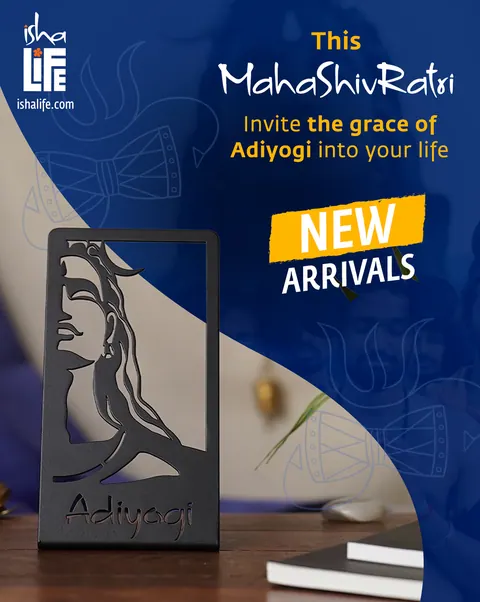 isha
LiFE
ishalife.com
This
MahaShivRatri
Invite the grace of
Adiyogi into your life
NEW
ARRIVALS
Adiyogi